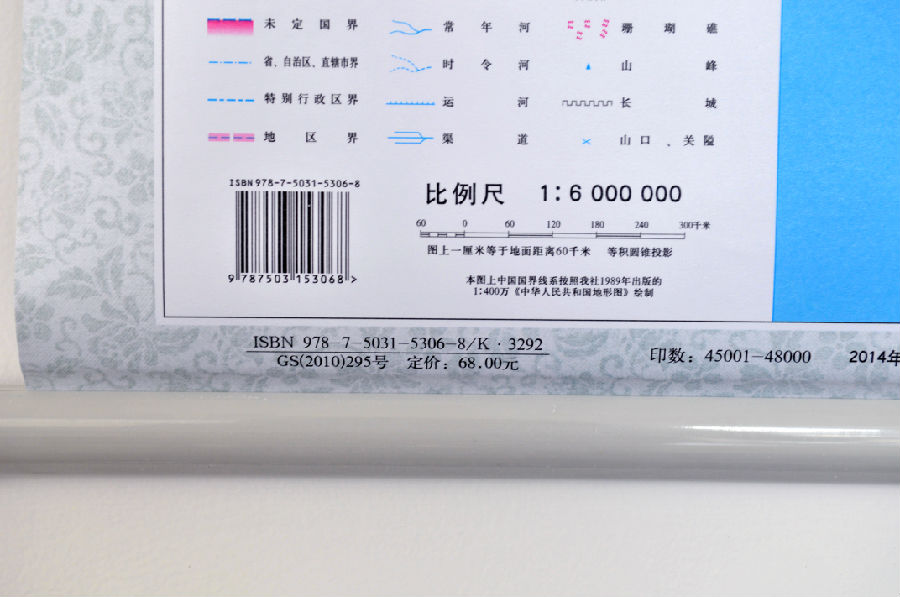 未定国界 常年河 珊瑚礁
省、自治区、直辖市界 时令河 山峰
特别行政区界 运河 长城
地区界 渠道 山口、关隘
ISBN 978-7-5031-5306-8
比例尺 1:6 000 000
60 0 60 120 180 240 300千米
图上一厘米等于地面距离60千米 等积圆锥投影
9 787503 153068 >
本图上中国国界线系按照我社1989年出版的
1:400万《中华人民共和国地形图》绘制
ISBN 978 7-5031-5306-8/K · 3292
GS(2010)295号 定价: 68.00元
印数: 45001-48000 2014年